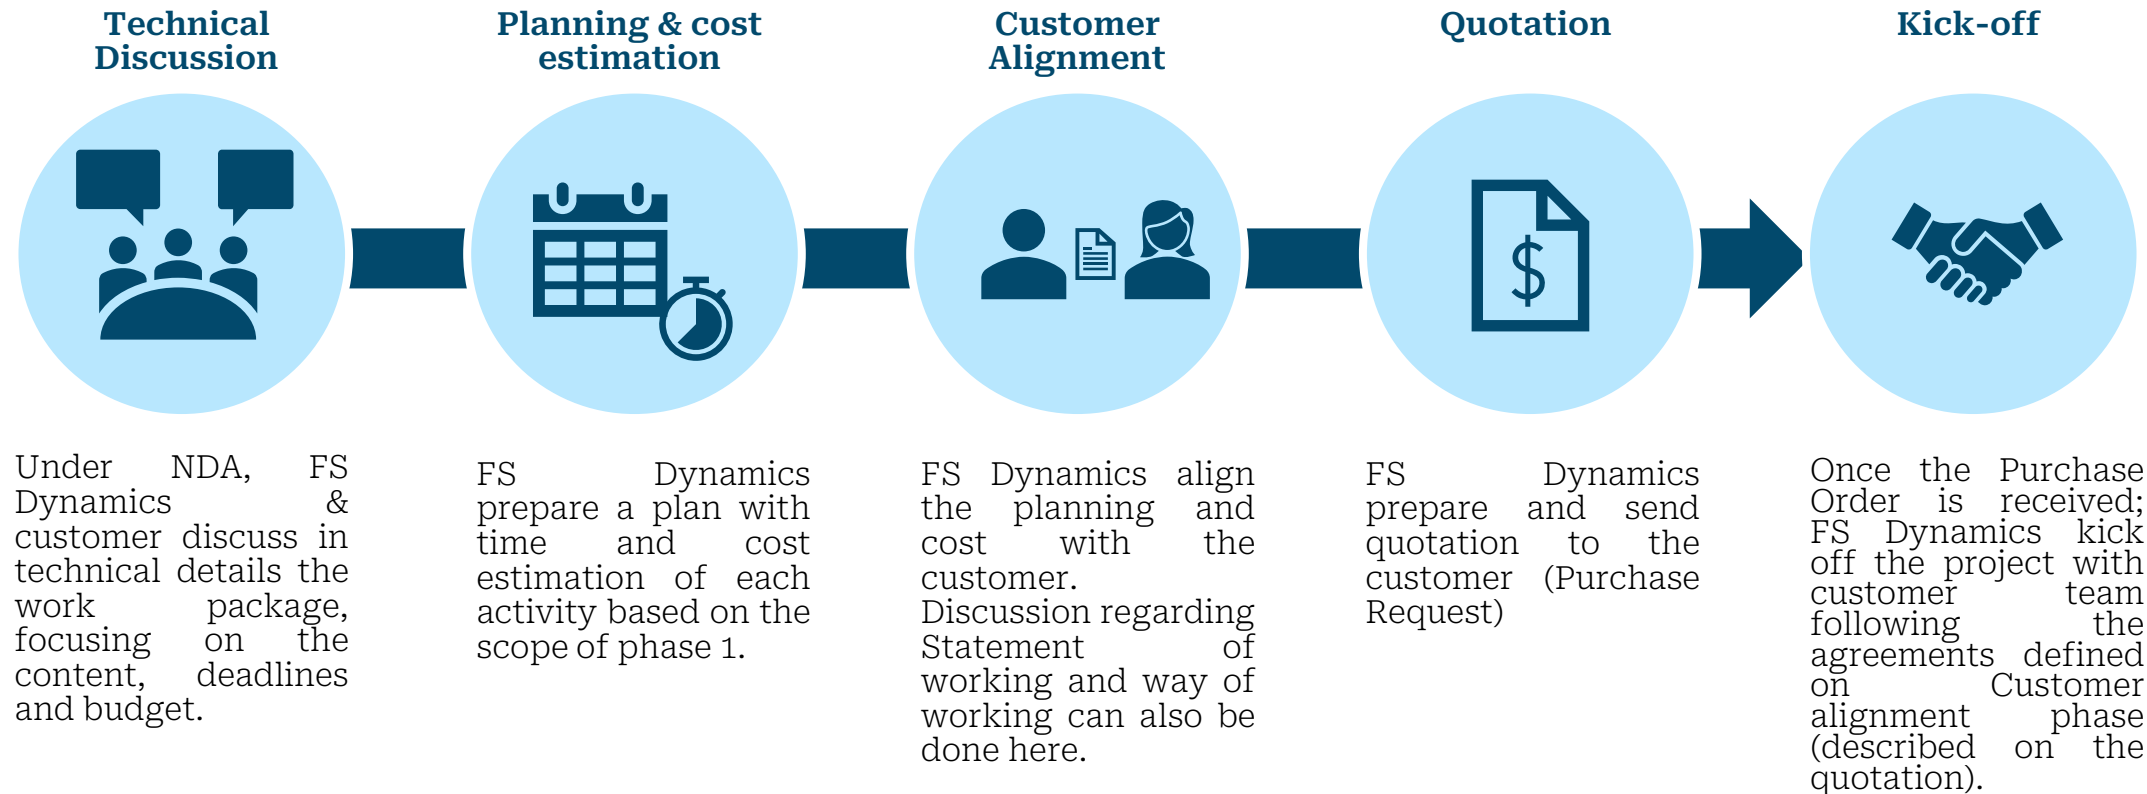 Technical
Discussion
Planning & cost
estimation
Customer
Alignment
Quotation
Kick-off
$
Under NDA, FS
Dynamics &
customer discuss in
technical details the
work package,
focusing on the
content, deadlines
and budget.
FS Dynamics
prepare a plan with
time and cost
estimation of each
activity based on the
scope of phase 1.
FS Dynamics align
the planning and
cost with the
customer.
Discussion regarding
Statement of
working and way of
working can also be
done here.
FS Dynamics
prepare and send
quotation to the
customer (Purchase
Request)
Once the Purchase
Order is received;
FS Dynamics kick
off the project with
customer team
following the
agreements defined
on Customer
alignment phase
(described on the
quotation).